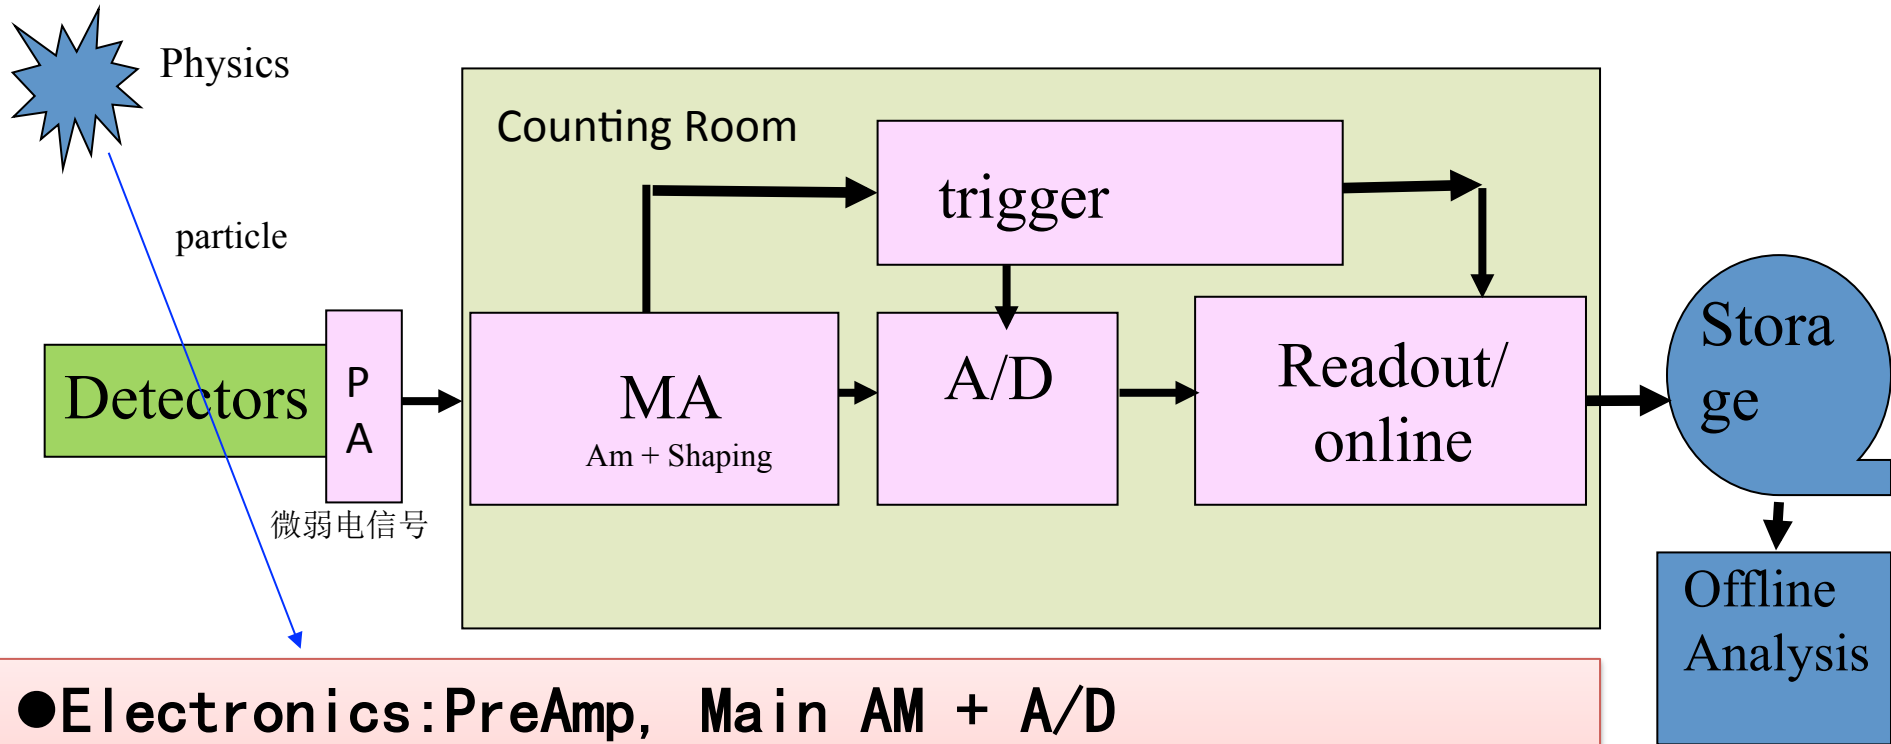 Physics
Counting Room
trigger
particle
Detectors
P
A
MA
Am + Shaping
A/D
Readout/
online
Stora
ge
微弱电信号
Offline
Analysis
●Electronics:PreAmp, Main AM + A/D